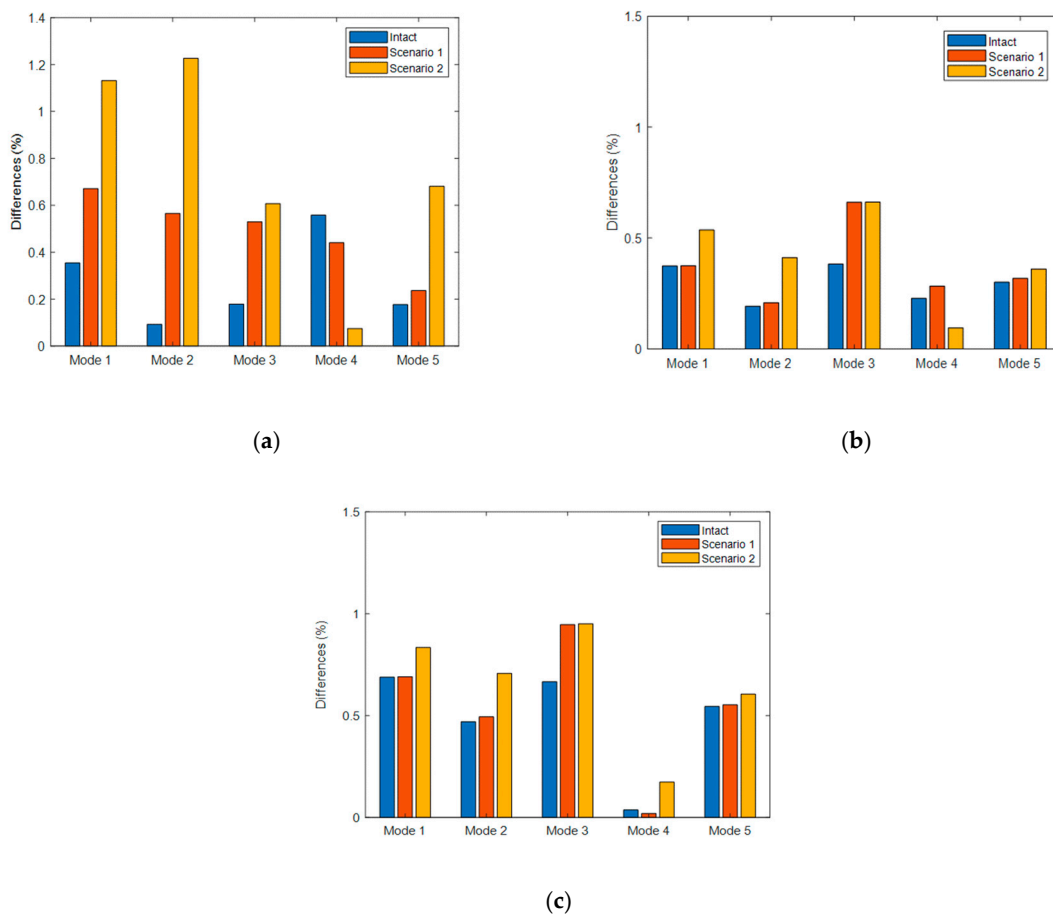 1.4
1.2
1
0.8
0.6
0.4
0.2
0
Differences (%)
Intact
Scenario 1
Scenario 2
Mode 1 Mode 2 Mode 3 Mode 4 Mode 5
(a)
1.5
1
0.5
0
Differences (%)
Intact
Scenario 1
Scenario 2
Mode 1 Mode 2 Mode 3 Mode 4 Mode 5
(b)
1.5
1
0.5
0
Differences (%)
Intact
Scenario 1
Scenario 2
Mode 1 Mode 2 Mode 3 Mode 4 Mode 5
(c)